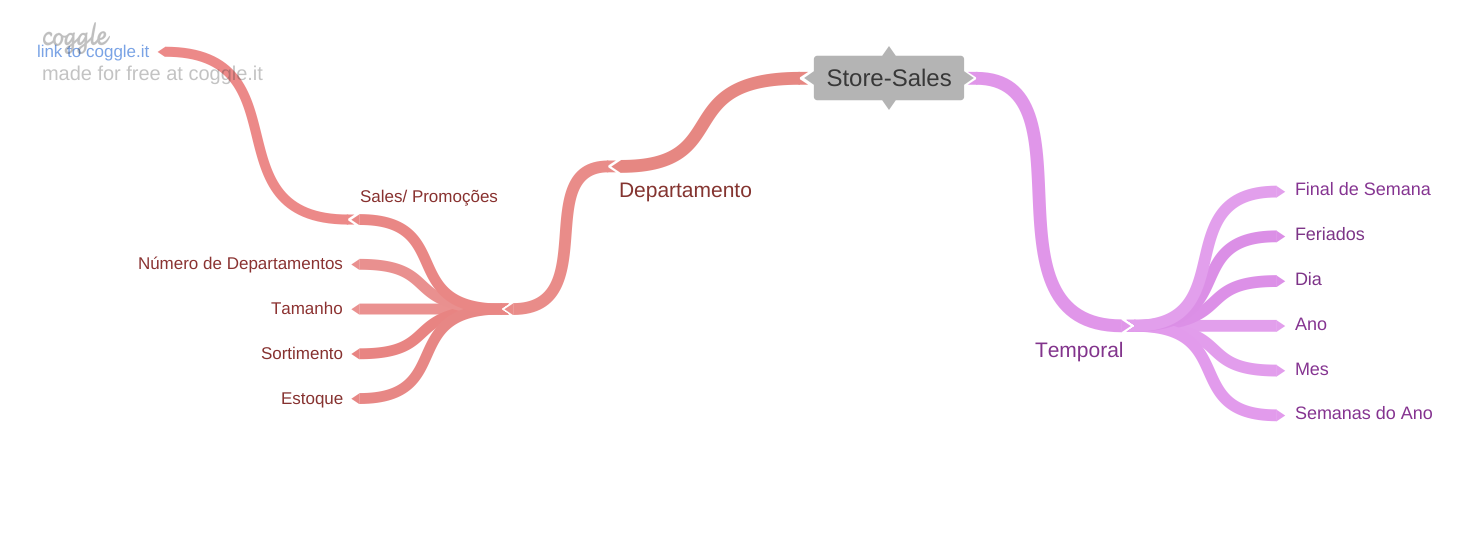 coggle
link to coggle.it
made for free at coggle.it
Store-Sales
Departamento
Sales/ Promoções
Número de Departamentos
Tamanho
Sortimento
Estoque
Temporal
Final de Semana
Feriados
Dia
Ano
Mes
Semanas do Ano